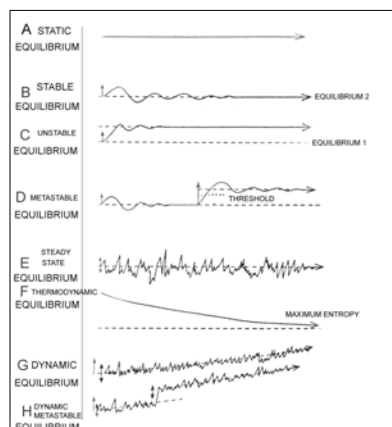 A STATIC
EQUILIBRIUM
B STABLE
EQUILIBRIUM
EQUILIBRIUM 2
C UNSTABLE
EQUILIBRIUM
EQUILIBRIUM 1
D METASTABLE
EQUILIBRIUM
THRESHOLD
E STEADY
STATE
EQUILIBRIUM
F THERMODYNAMIC
EQUILIBRIUM
MAXIMUM ENTROPY
G DYNAMIC
EQUILIBRIUM
H DYNAMIC
METASTABLE
EQUILIBRIUM